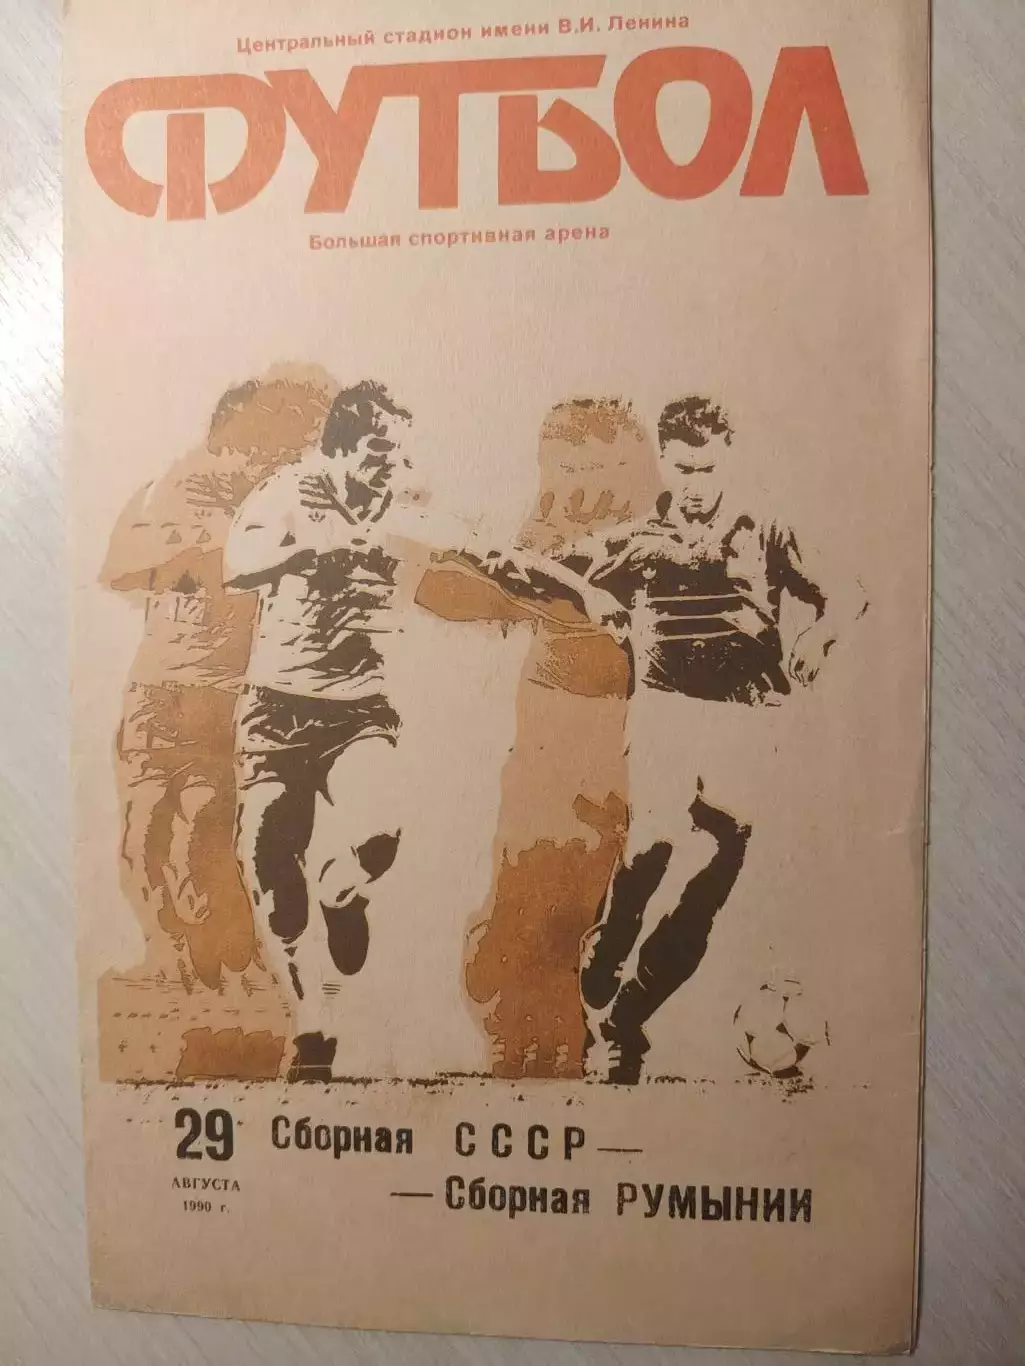 Центральный стадион имени В.И. Ленина
ФУТБОЛ
Большая спортивная арена
29 Сборная СССР —
АВГУСТА
1990 г.
— Сборная РУМЫНИИ